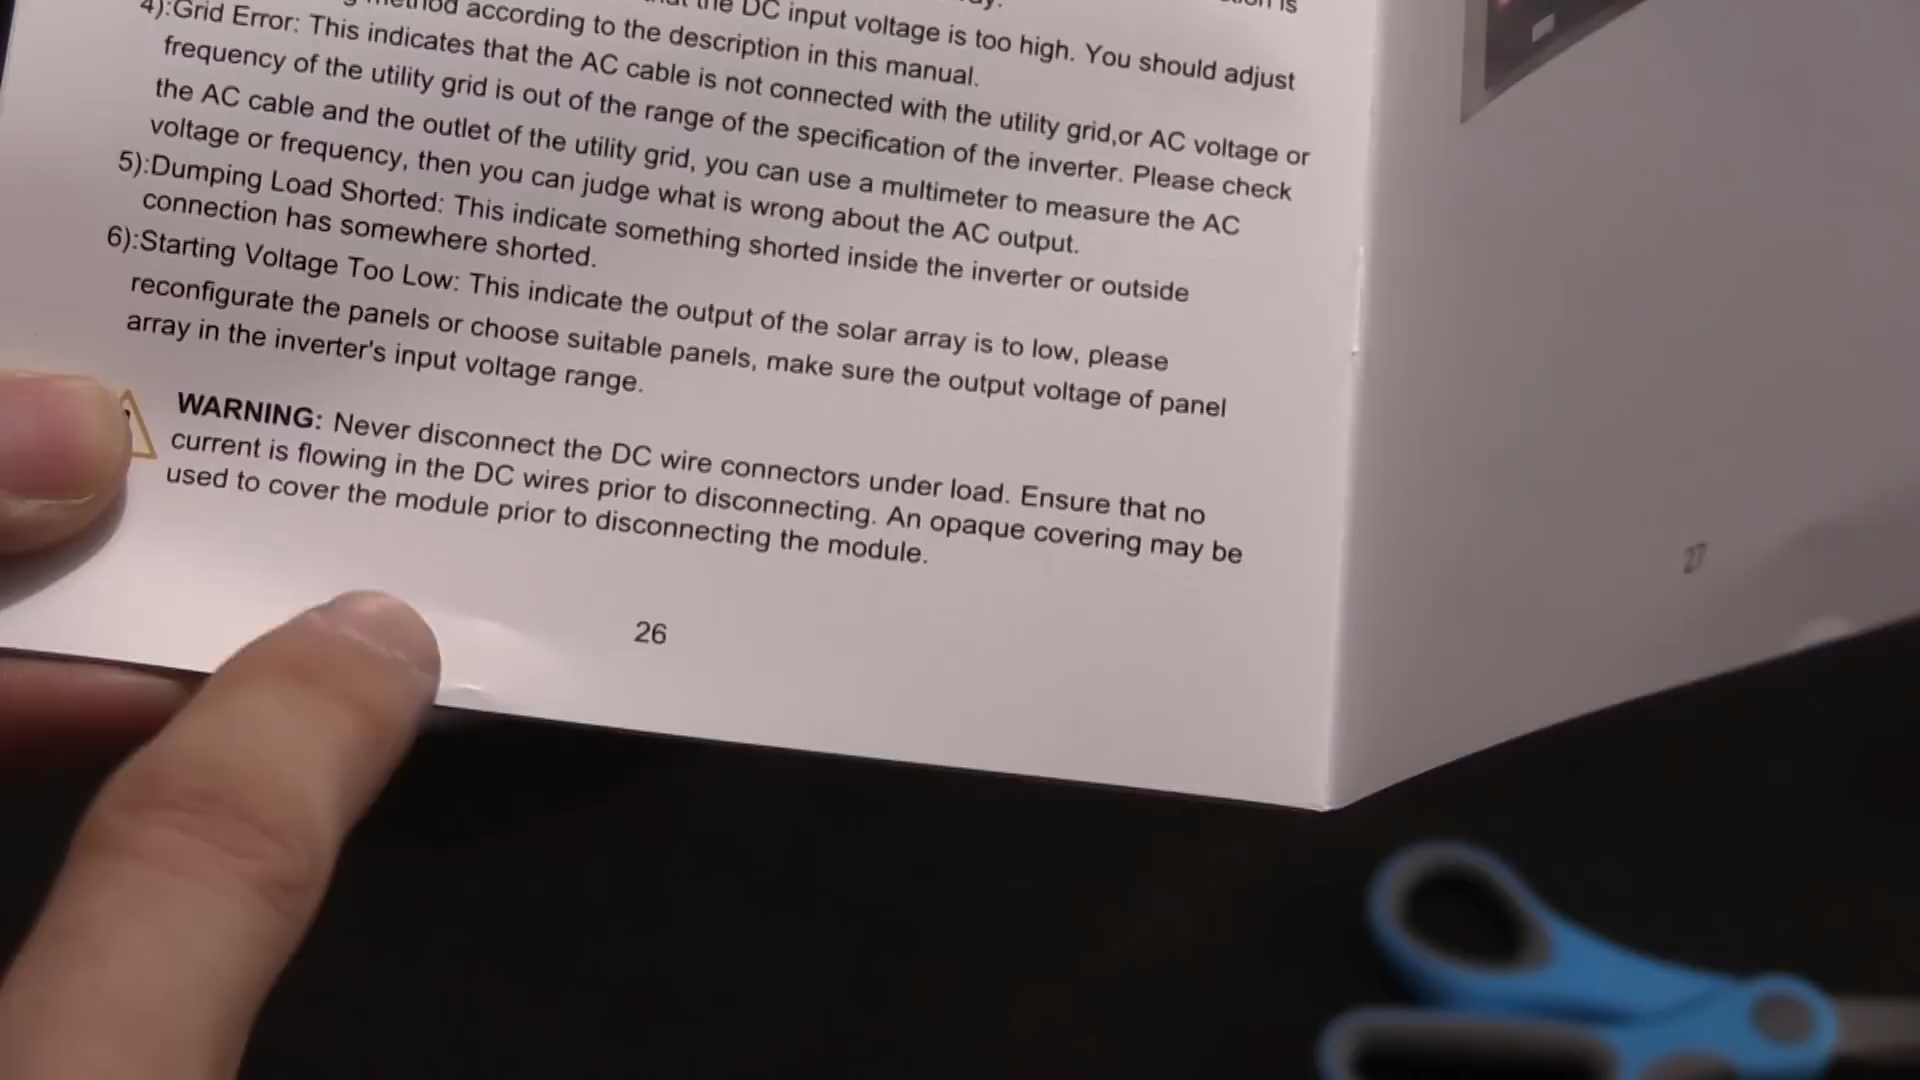 the DC input voltage is too high. You should adjust
method according to the description in this manual.
4):Grid Error: This indicates that the AC cable is not connected with the utility grid,or AC voltage or
frequency of the utility grid is out of the range of the specification of the inverter. Please check
the AC cable and the outlet of the utility grid, you can use a multimeter to measure the AC
voltage or frequency, then you can judge what is wrong about the AC output.
5):Dumping Load Shorted: This indicate something shorted inside the inverter or outside
connection has somewhere shorted.
6):Starting Voltage Too Low: This indicate the output of the solar array is to low, please
reconfigurate the panels or choose suitable panels, make sure the output voltage of panel
array in the inverter's input voltage range.
WARNING: Never disconnect the DC wire connectors under load. Ensure that no
current is flowing in the DC wires prior to disconnecting. An opaque covering may be
used to cover the module prior to disconnecting the module.
26
27